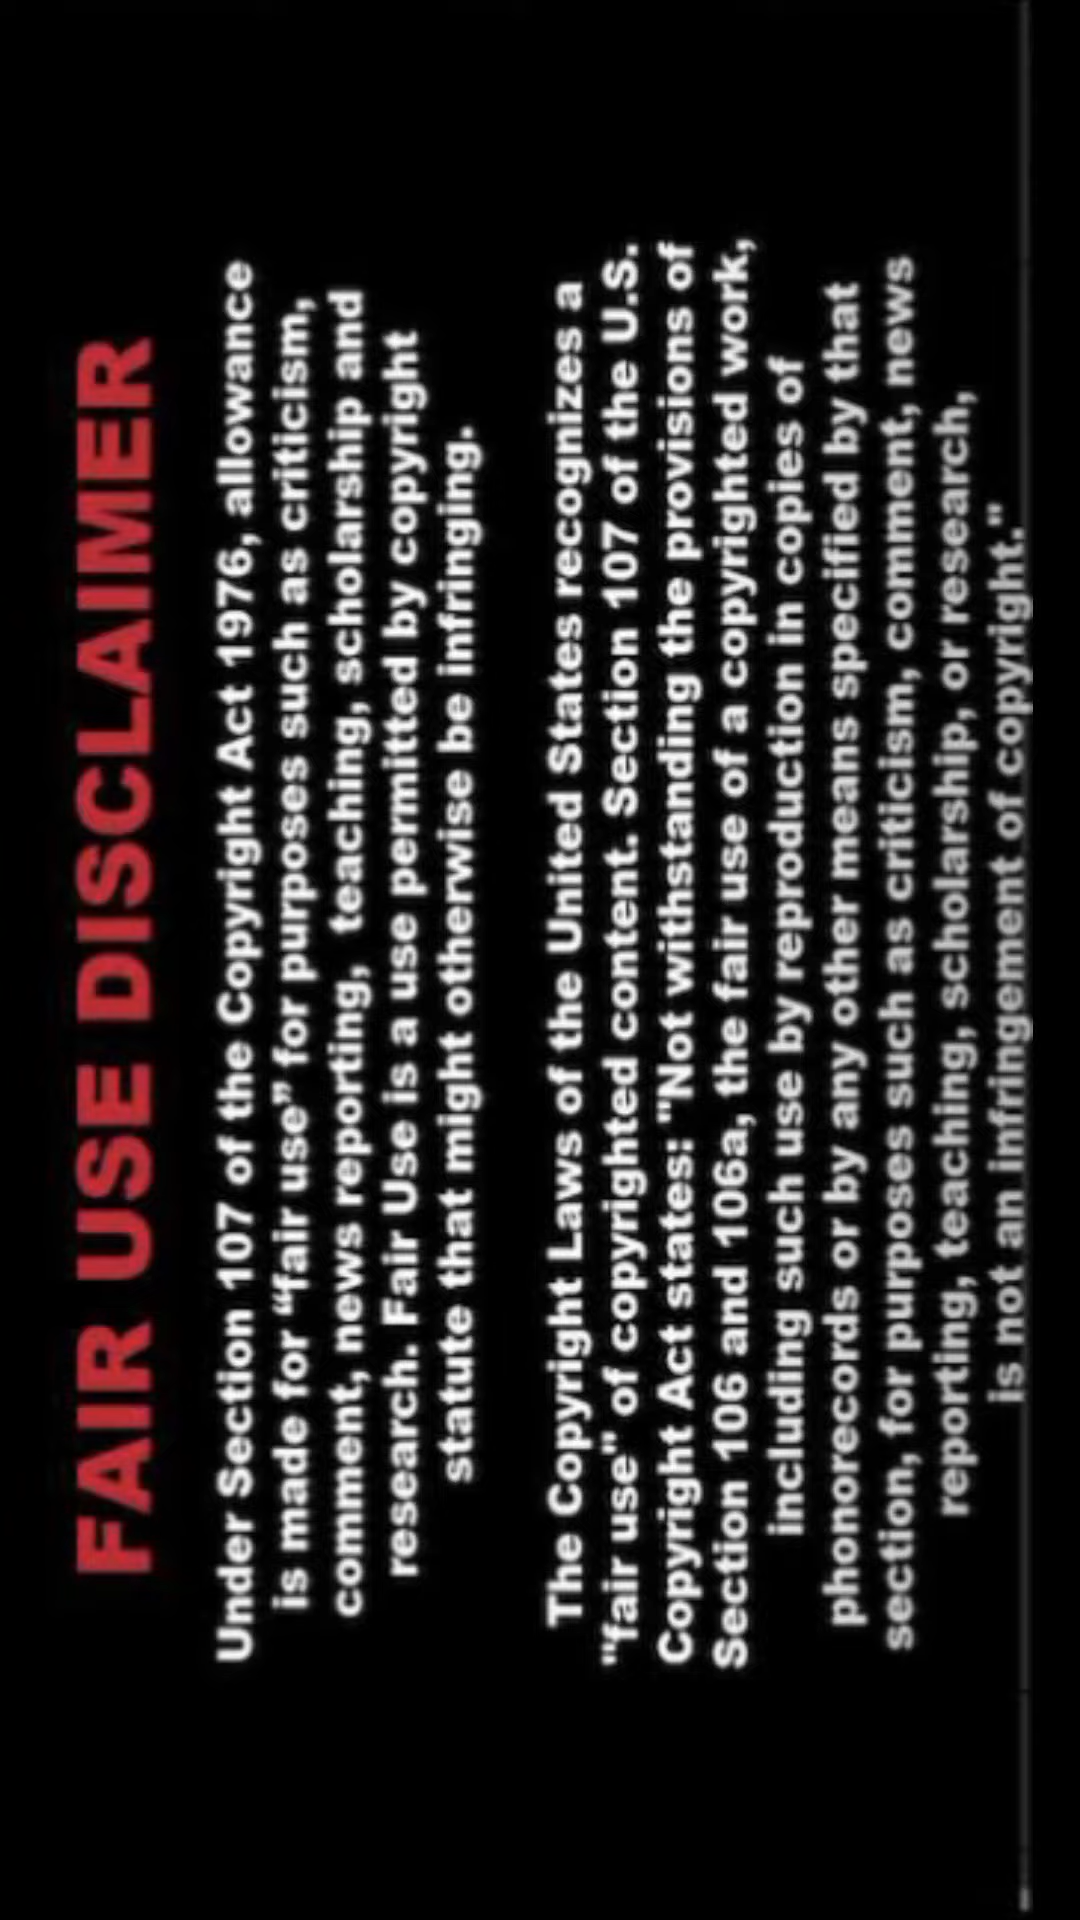 FAIR USE DISCLAIMER
Under Section 107 of the Copyright Act 1976, allowance
is made for “fair use” for purposes such as criticism,
comment, news reporting, teaching, scholarship and
research. Fair Use is a use permitted by copyright
statute that might otherwise be infringing.
The Copyright Laws of the United States recognizes a
"fair use" of copyrighted content. Section 107 of the U.S.
Copyright Act states: "Not withstanding the provisions of
Section 106 and 106a, the fair use of a copyrighted work,
including such use by reproduction in copies of
phonorecords or by any other means specified by that
section, for purposes such as criticism, comment, news
reporting, teaching, scholarship, or research,
is not an infringement of copyright."